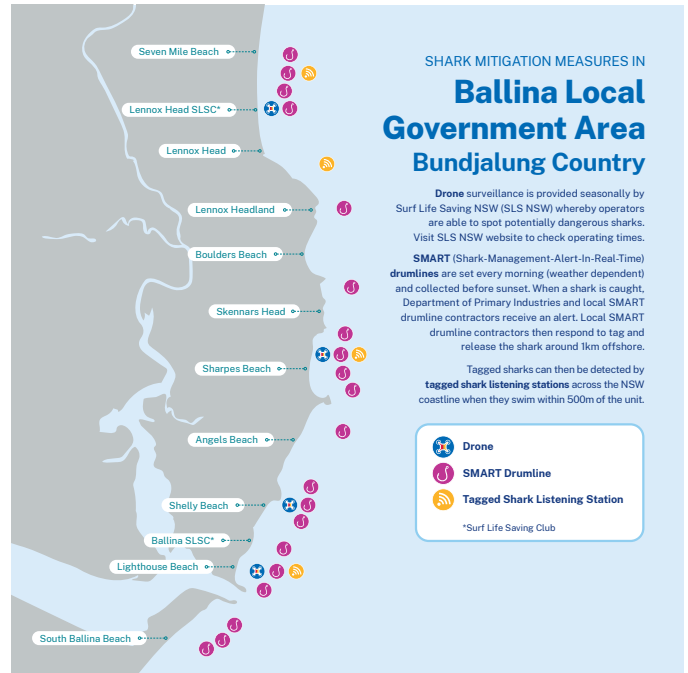 SHARK MITIGATION MEASURES IN
Ballina Local
Government Area
Bundjalung Country
Drone surveillance is provided seasonally by
Surf Life Saving NSW (SLS NSW) whereby operators
are able to spot potentially dangerous sharks.
Visit SLS NSW website to check operating times.
SMART (Shark-Management-Alert-In-Real-Time)
drumlines are set every morning (weather dependent)
and collected before sunset. When a shark is caught,
Department of Primary Industries and local SMART
drumline contractors receive an alert. Local SMART
drumline contractors then respond to tag and
release the shark around 1km offshore.
Tagged sharks can then be detected by
tagged shark listening stations across the NSW
coastline when they swim within 500m of the unit.
Drone
SMART Drumline
Tagged Shark Listening Station
*Surf Life Saving Club
Seven Mile Beach
Lennox Head SLSC*
Lennox Head
Lennox Headland
Boulders Beach
Skennars Head
Sharpes Beach
Angels Beach
Shelly Beach
Ballina SLSC*
Lighthouse Beach
South Ballina Beach